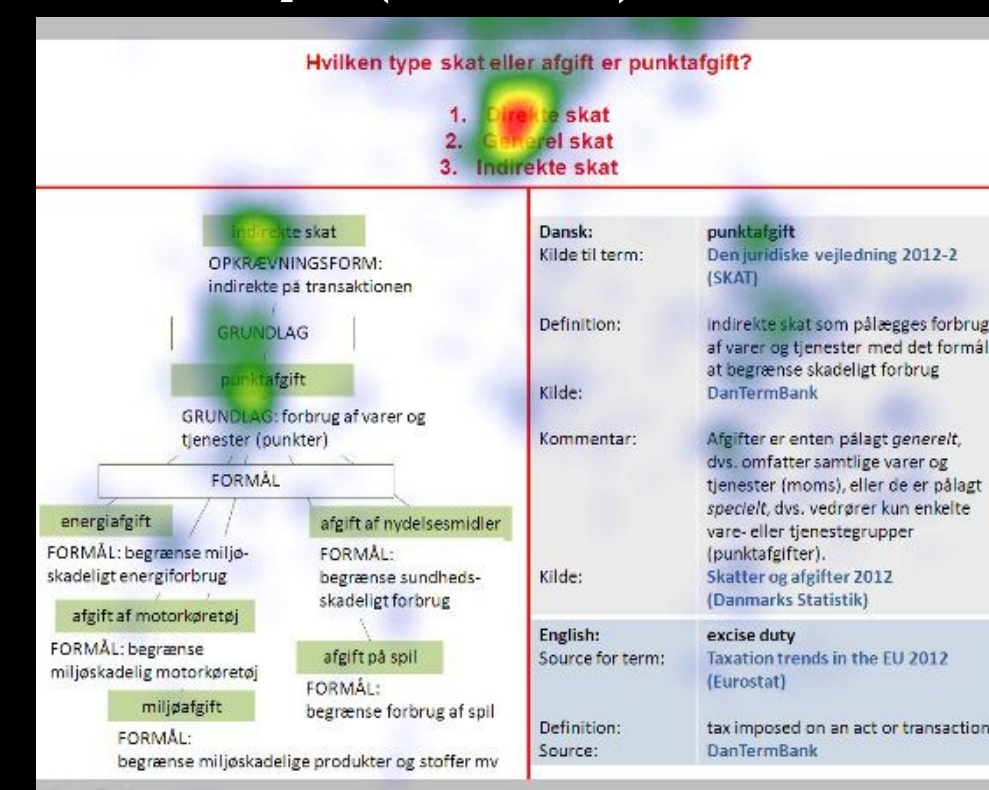 Hvilken type skat eller afgift er punktafgift?
1. Direkte skat
2. Generel skat
3. Indirekte skat
indirekte skat
OPKRÆVNINGSFORM:
indirekte på transaktionen
GRUNDLAG
punktafgift
GRUNDLAG: forbrug af varer og
tjenester (punkter)
FORMÅL
energiafgift
FORMÅL: begrænse miljø-
skadeligt energiforbrug
afgift af nydelsesmidler
FORMÅL:
begrænse sundheds-
skadeligt forbrug
afgift af motorkøretøj
FORMÅL: begrænse
miljøskadelig motorkøretøj
afgift på spil
FORMÅL:
begrænse forbrug af spil
miljøafgift
FORMÅL:
begrænse miljøskadelige produkter og stoffer mv
Dansk: punktafgift
Kilde til term: Den juridiske vejledning 2012-2
(SKAT)
Definition: indirekte skat som pålægges forbrug
af varer og tjenester med det formål
at begrænse skadeligt forbrug
Kilde: DanTermBank
Kommentar: Afgifter er enten pålagt generelt,
dvs. omfatter samtlige varer og
tjenester (moms), eller de er pålagt
specielt, dvs. vedrører kun enkelte
vare- eller tjenestegrupper
(punktafgifter).
Kilde: Skatter og afgifter 2012
(Danmarks Statistik)
English: excise duty
Source for term: Taxation trends in the EU 2012
(Eurostat)
Definition: tax imposed on an act or transaction
Source: DanTermBank